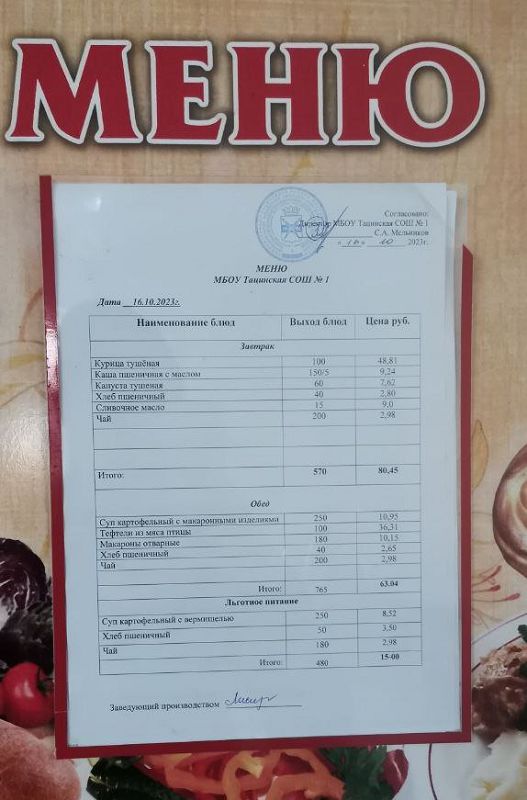 МЕНЮ
Согласовано:
Директор МБОУ Тацинская СОШ № 1
С.А. Мельников
« 16 » 10 2023г.
МЕНЮ
МБОУ Тацинская СОШ № 1
Дата 16.10.2023г.
Наименование блюд Выход блюд Цена руб.
Завтрак
Курица тушёная 100 48,81
Каша пшеничная с маслом 150/5 9,24
Капуста тушеная 60 7,62
Хлеб пшеничный 40 2,80
Сливочное масло 15 9,0
Чай 200 2,98
Итого: 570 80,45
Обед
Суп картофельный с макаронными изделиями 250 10,95
Тефтели из мяса птицы 100 36,31
Макароны отварные 180 10,15
Хлеб пшеничный 40 2,65
Чай 200 2,98
Итого: 765 63.04
Льготное питание
Суп картофельный с вермишелью 250 8,52
Хлеб пшеничный 50 3,50
Чай 180 2,98
Итого: 480 15-00
Заведующий производством